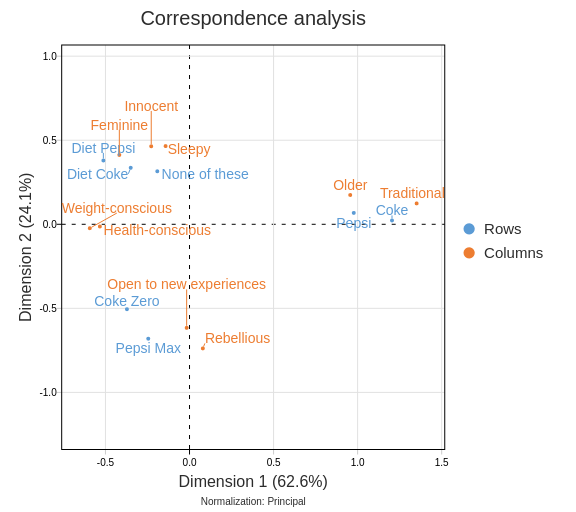 Correspondence analysis
1.0
Innocent
Feminine
0.5
Diet Pepsi
Sleepy
Diet Coke
None of these
Older
Traditional
Weight-conscious
Coke
0.0
Pepsi
Health-conscious
Rows
Columns
Dimension 2 (24.1%)
Open to new experiences
Coke Zero
-0.5
Rebellious
Pepsi Max
-1.0
-0.5
0.0
0.5
1.0
1.5
Dimension 1 (62.6%)
Normalization: Principal